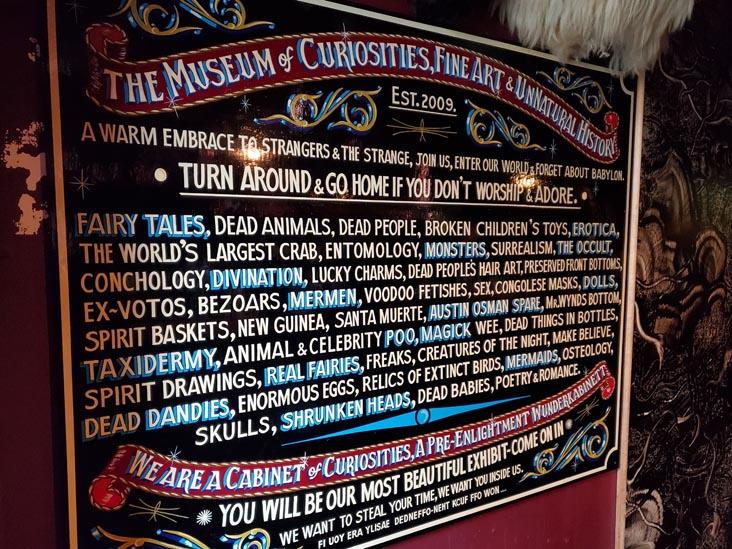 THE MUSEUM of CURIOSITIES, FINE ART & UNNATURAL HISTORY
EST. 2009.
A WARM EMBRACE TO STRANGERS & THE STRANGE, JOIN US, ENTER OUR WORLD & FORGET ABOUT BABYLON.
• TURN AROUND & GO HOME IF YOU DON'T WORSHIP & ADORE. •
FAIRY TALES, DEAD ANIMALS, DEAD PEOPLE, BROKEN CHILDREN'S TOYS, EROTICA,
THE WORLD'S LARGEST CRAB, ENTOMOLOGY, MONSTERS, SURREALISM, THE OCCULT,
CONCHOLOGY, DIVINATION, LUCKY CHARMS, DEAD PEOPLE'S HAIR ART, PRESERVED FRONT BOTTOMS,
EX-VOTOS, BEZOARS, MERMEN, VOODOO FETISHES, SEX, CONGOLESE MASKS, DOLLS,
SPIRIT BASKETS, NEW GUINEA, SANTA MUERTE, AUSTIN OSMAN SPARE, MR. WYNDS BOTTOM,
TAXIDERMY, ANIMAL & CELEBRITY POO, MAGICK WEE, DEAD THINGS IN BOTTLES,
SPIRIT DRAWINGS, REAL FAIRIES, FREAKS, CREATURES OF THE NIGHT, MAKE BELIEVE,
DEAD DANDIES, ENORMOUS EGGS, RELICS OF EXTINCT BIRDS, MERMAIDS, OSTEOLOGY,
SKULLS, SHRUNKEN HEADS, DEAD BABIES, POETRY & ROMANCE.
WE ARE A CABINET of CURIOSITIES, A PRE-ENLIGHTMENT WUNDERKABINETT
YOU WILL BE OUR MOST BEAUTIFUL EXHIBIT - COME ON IN
WE WANT TO STEAL YOUR TIME, WE WANT YOU INSIDE US.
FI UOY ERA YLISAE DEDNEFFO-NEHT KCUF FFO WON...